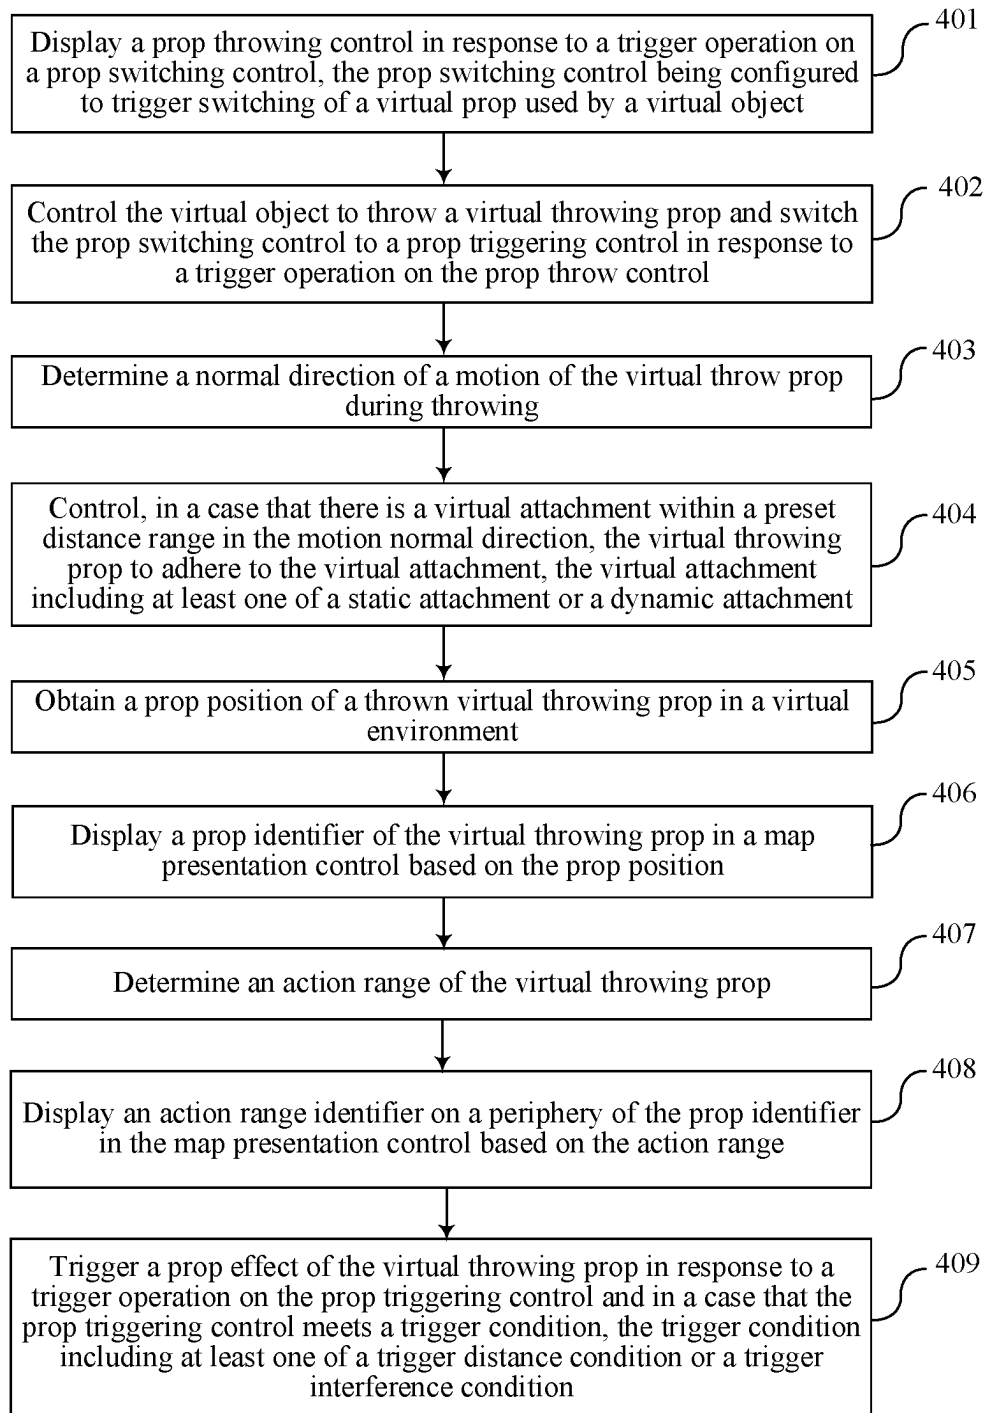 Display a prop throwing control in response to a trigger operation on
a prop switching control, the prop switching control being configured
to trigger switching of a virtual prop used by a virtual object
401
Control the virtual object to throw a virtual throwing prop and switch
the prop switching control to a prop triggering control in response to
a trigger operation on the prop throw control
402
Determine a normal direction of a motion of the virtual throw prop
during throwing
403
Control, in a case that there is a virtual attachment within a preset
distance range in the motion normal direction, the virtual throwing
prop to adhere to the virtual attachment, the virtual attachment
including at least one of a static attachment or a dynamic attachment
404
Obtain a prop position of a thrown virtual throwing prop in a virtual
environment
405
Display a prop identifier of the virtual throwing prop in a map
presentation control based on the prop position
406
Determine an action range of the virtual throwing prop
407
Display an action range identifier on a periphery of the prop identifier
in the map presentation control based on the action range
408
Trigger a prop effect of the virtual throwing prop in response to a
trigger operation on the prop triggering control and in a case that the
prop triggering control meets a trigger condition, the trigger condition
including at least one of a trigger distance condition or a trigger
interference condition
409